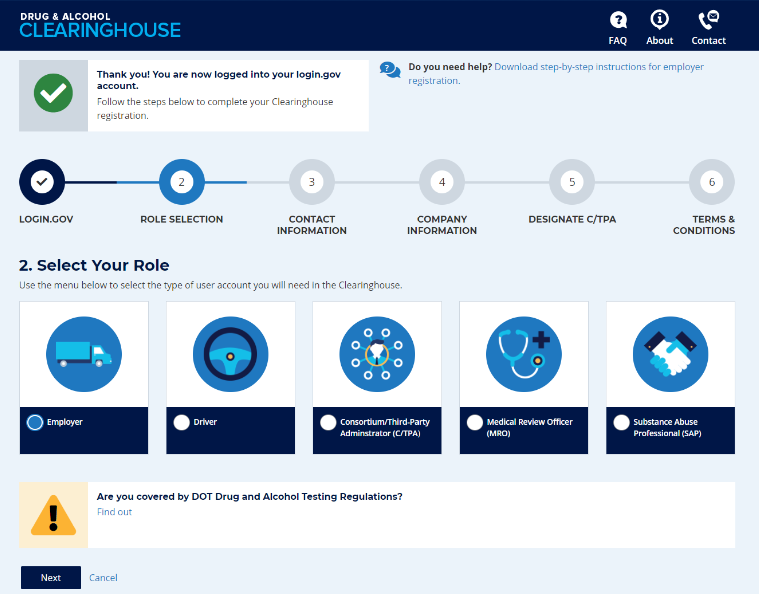 DRUG & ALCOHOL
CLEARINGHOUSE
FAQ
About
Contact
Thank you! You are now logged into your login.gov
account.
Follow the steps below to complete your Clearinghouse
registration.
Do you need help? Download step-by-step instructions for employer
registration.
2
3
4
5
6
LOGIN.GOV
ROLE SELECTION
CONTACT
INFORMATION
COMPANY
INFORMATION
DESIGNATE C/TPA
TERMS &
CONDITIONS
2. Select Your Role
Use the menu below to select the type of user account you will need in the Clearinghouse.
Employer
Driver
Consortium/Third-Party
Adminstrator (C/TPA)
Medical Review Officer
(MRO)
Substance Abuse
Professional (SAP)
Are you covered by DOT Drug and Alcohol Testing Regulations?
Find out
Next
Cancel